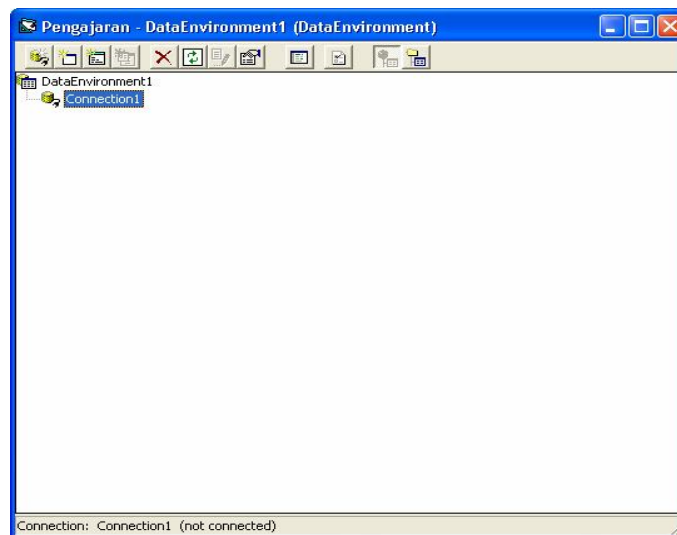 Pengajaran - DataEnvironment1 (DataEnvironment)
DataEnvironment1
Connection1
Connection: Connection1 (not connected)